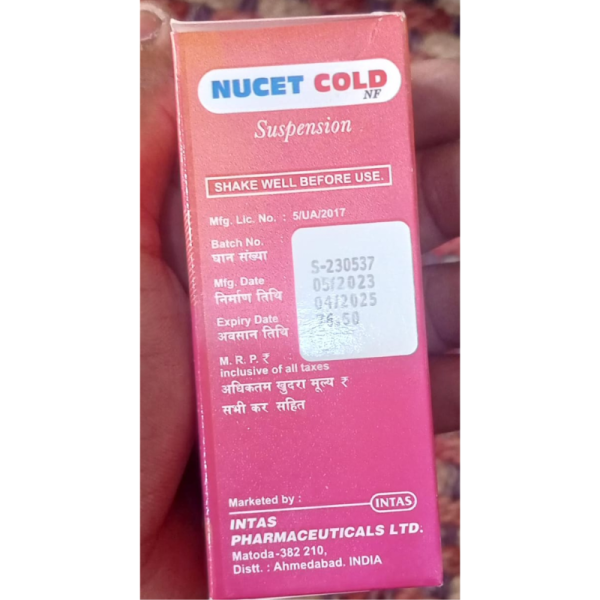 NUCET COLD
NF
Suspension
SHAKE WELL BEFORE USE.
Mfg. Lic. No. : 5/UA/2017
Batch No.
घान संख्या
S-230537
Mfg. Date
निर्माण तिथि
05/2023
Expiry Date
अवसान तिथि
04/2025
76.50
M. R. P. ₹
inclusive of all taxes
अधिकतम खुदरा मूल्य ₹
सभी कर सहित
Marketed by :
INTAS
INTAS
PHARMACEUTICALS LTD.
Matoda-382 210,
Distt. : Ahmedabad. INDIA